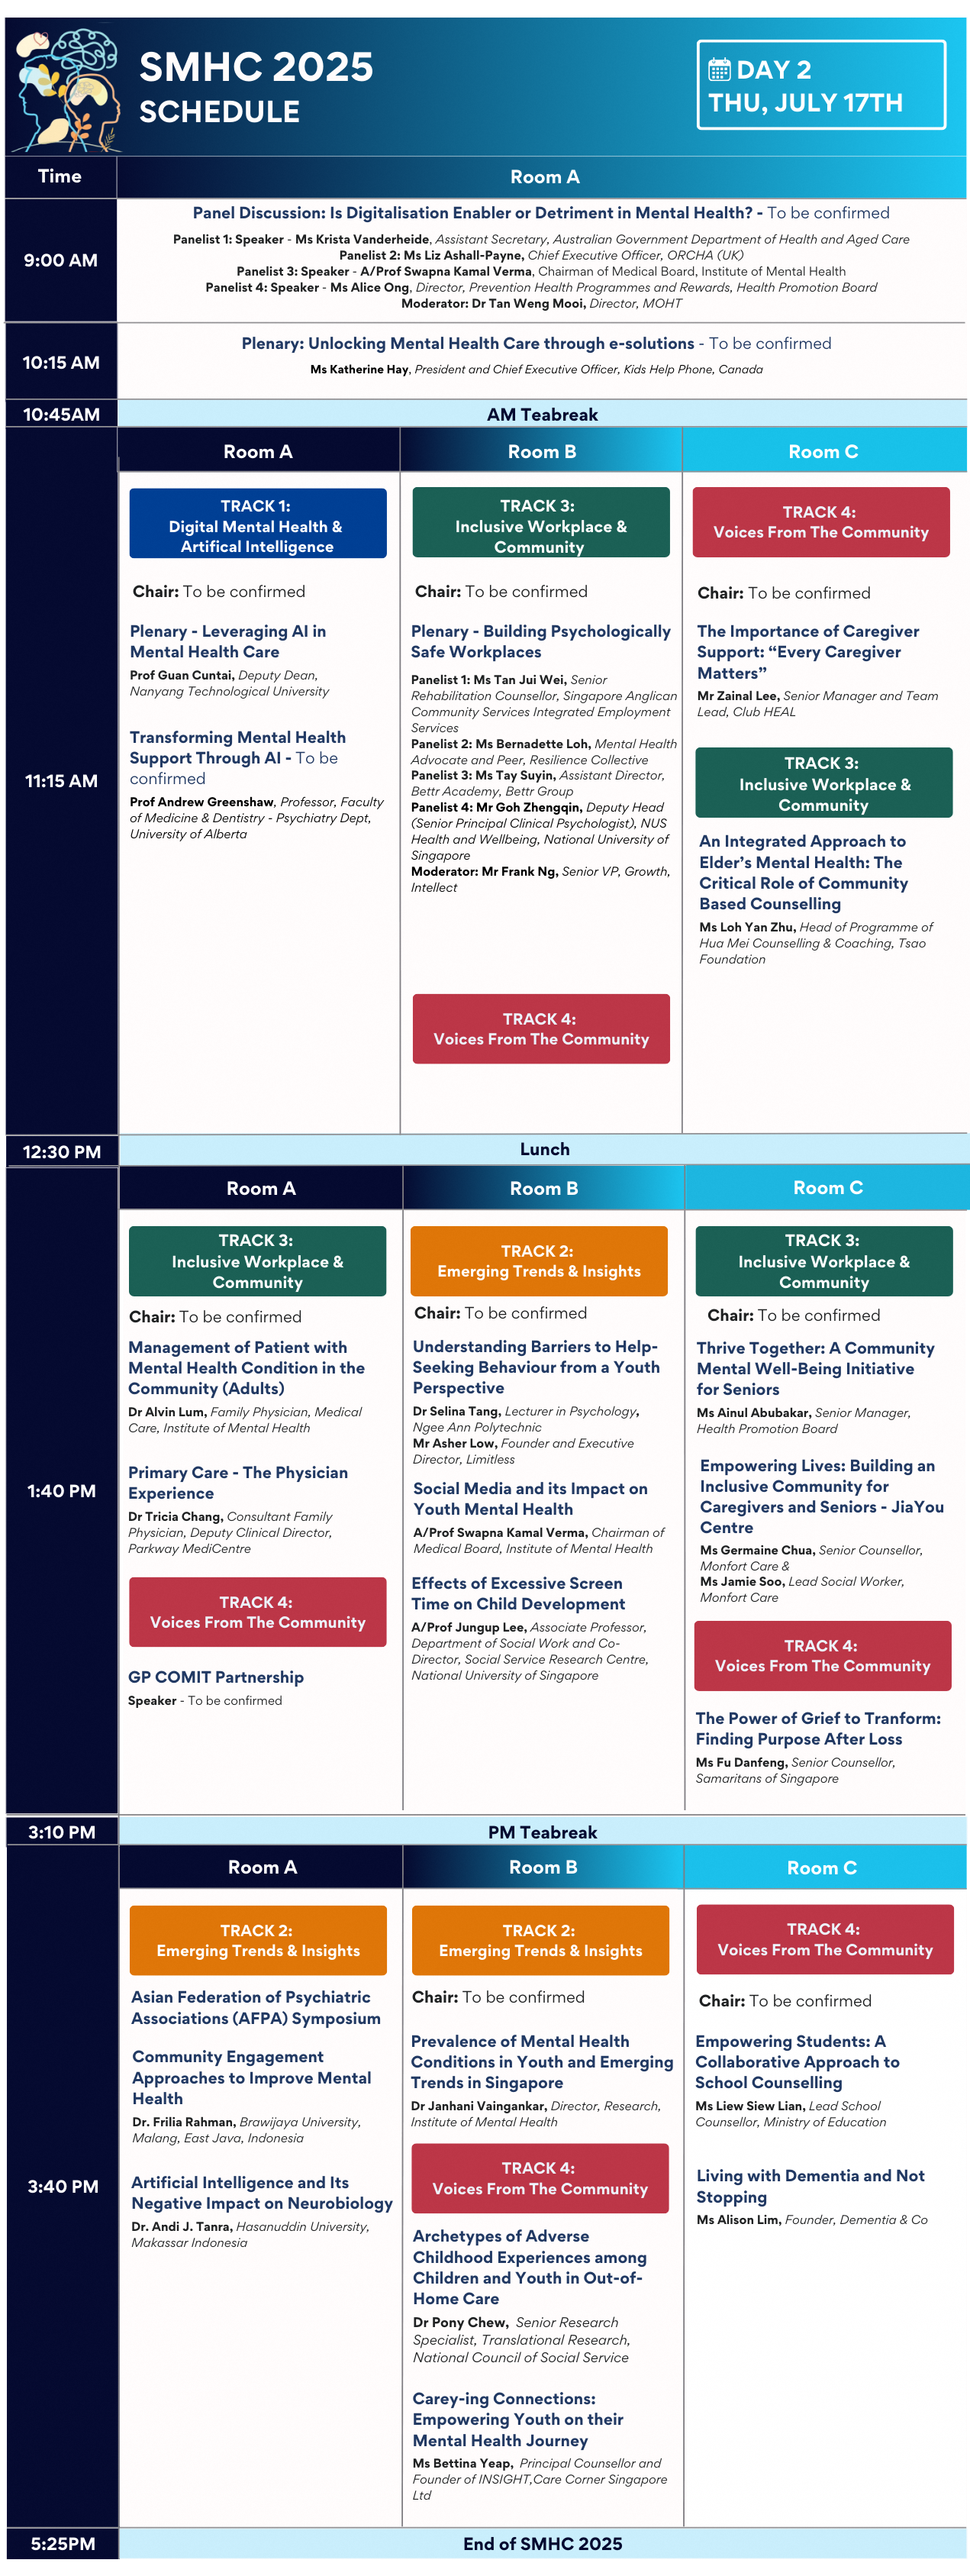 SMHC 2025
SCHEDULE
DAY 2
THU, JULY 17TH
Time
Room A
9:00 AM
Panel Discussion: Is Digitalisation Enabler or Detriment in Mental Health? - To be confirmed
Panelist 1: Speaker - Ms Krista Vanderheide, Assistant Secretary, Australian Government Department of Health and Aged Care
Panelist 2: Ms Liz Ashall-Payne, Chief Executive Officer, ORCHA (UK)
Panelist 3: Speaker - A/Prof Swapna Kamal Verma, Chairman of Medical Board, Institute of Mental Health
Panelist 4: Speaker - Ms Alice Ong, Director, Prevention Health Programmes and Rewards, Health Promotion Board
Moderator: Dr Tan Weng Mooi, Director, MOHT
10:15 AM
Plenary: Unlocking Mental Health Care through e-solutions - To be confirmed
Ms Katherine Hay, President and Chief Executive Officer, Kids Help Phone, Canada
10:45AM
AM Teabreak
11:15 AM
Room A
TRACK 1:
Digital Mental Health &
Artifical Intelligence
Chair: To be confirmed
Plenary - Leveraging AI in
Mental Health Care
Prof Guan Cuntai, Deputy Dean,
Nanyang Technological University
Transforming Mental Health
Support Through AI - To be
confirmed
Prof Andrew Greenshaw, Professor, Faculty
of Medicine & Dentistry - Psychiatry Dept,
University of Alberta
Room B
TRACK 3:
Inclusive Workplace &
Community
Chair: To be confirmed
Plenary - Building Psychologically
Safe Workplaces
Panelist 1: Ms Tan Jui Wei, Senior
Rehabilitation Counsellor, Singapore Anglican
Community Services Integrated Employment
Services
Panelist 2: Ms Bernadette Loh, Mental Health
Advocate and Peer, Resilience Collective
Panelist 3: Ms Tay Suyin, Assistant Director,
Bettr Academy, Bettr Group
Panelist 4: Mr Goh Zhengqin, Deputy Head
(Senior Principal Clinical Psychologist), NUS
Health and Wellbeing, National University of
Singapore
Moderator: Mr Frank Ng, Senior VP, Growth,
Intellect
TRACK 4:
Voices From The Community
Room C
TRACK 4:
Voices From The Community
Chair: To be confirmed
The Importance of Caregiver
Support: “Every Caregiver
Matters”
Mr Zainal Lee, Senior Manager and Team
Lead, Club HEAL
TRACK 3:
Inclusive Workplace &
Community
An Integrated Approach to
Elder’s Mental Health: The
Critical Role of Community
Based Counselling
Ms Loh Yan Zhu, Head of Programme of
Hua Mei Counselling & Coaching, Tsao
Foundation
12:30 PM
Lunch
1:40 PM
Room A
TRACK 3:
Inclusive Workplace &
Community
Chair: To be confirmed
Management of Patient with
Mental Health Condition in the
Community (Adults)
Dr Alvin Lum, Family Physician, Medical
Care, Institute of Mental Health
Primary Care - The Physician
Experience
Dr Tricia Chang, Consultant Family
Physician, Deputy Clinical Director,
Parkway MediCentre
TRACK 4:
Voices From The Community
GP COMIT Partnership
Speaker - To be confirmed
Room B
TRACK 2:
Emerging Trends & Insights
Chair: To be confirmed
Understanding Barriers to Help-
Seeking Behaviour from a Youth
Perspective
Dr Selina Tang, Lecturer in Psychology,
Ngee Ann Polytechnic
Mr Asher Low, Founder and Executive
Director, Limitless
Social Media and its Impact on
Youth Mental Health
A/Prof Swapna Kamal Verma, Chairman of
Medical Board, Institute of Mental Health
Effects of Excessive Screen
Time on Child Development
A/Prof Jungup Lee, Associate Professor,
Department of Social Work and Co-
Director, Social Service Research Centre,
National University of Singapore
Room C
TRACK 3:
Inclusive Workplace &
Community
Chair: To be confirmed
Thrive Together: A Community
Mental Well-Being Initiative
for Seniors
Ms Ainul Abubakar, Senior Manager,
Health Promotion Board
Empowering Lives: Building an
Inclusive Community for
Caregivers and Seniors - JiaYou
Centre
Ms Germaine Chua, Senior Counsellor,
Monfort Care &
Ms Jamie Soo, Lead Social Worker,
Monfort Care
TRACK 4:
Voices From The Community
The Power of Grief to Tranform:
Finding Purpose After Loss
Ms Fu Danfeng, Senior Counsellor,
Samaritans of Singapore
3:10 PM
PM Teabreak
3:40 PM
Room A
TRACK 2:
Emerging Trends & Insights
Asian Federation of Psychiatric
Associations (AFPA) Symposium
Community Engagement
Approaches to Improve Mental
Health
Dr. Frilia Rahman, Brawijaya University,
Malang, East Java, Indonesia
Artificial Intelligence and Its
Negative Impact on Neurobiology
Dr. Andi J. Tanra, Hasanuddin University,
Makassar Indonesia
Room B
TRACK 2:
Emerging Trends & Insights
Chair: To be confirmed
Prevalence of Mental Health
Conditions in Youth and Emerging
Trends in Singapore
Dr Janhani Vaingankar, Director, Research,
Institute of Mental Health
TRACK 4:
Voices From The Community
Archetypes of Adverse
Childhood Experiences among
Children and Youth in Out-of-
Home Care
Dr Pony Chew, Senior Research
Specialist, Translational Research,
National Council of Social Service
Carey-ing Connections:
Empowering Youth on their
Mental Health Journey
Ms Bettina Yeap, Principal Counsellor and
Founder of INSIGHT,Care Corner Singapore
Ltd
Room C
TRACK 4:
Voices From The Community
Chair: To be confirmed
Empowering Students: A
Collaborative Approach to
School Counselling
Ms Liew Siew Lian, Lead School
Counsellor, Ministry of Education
Living with Dementia and Not
Stopping
Ms Alison Lim, Founder, Dementia & Co
5:25PM
End of SMHC 2025